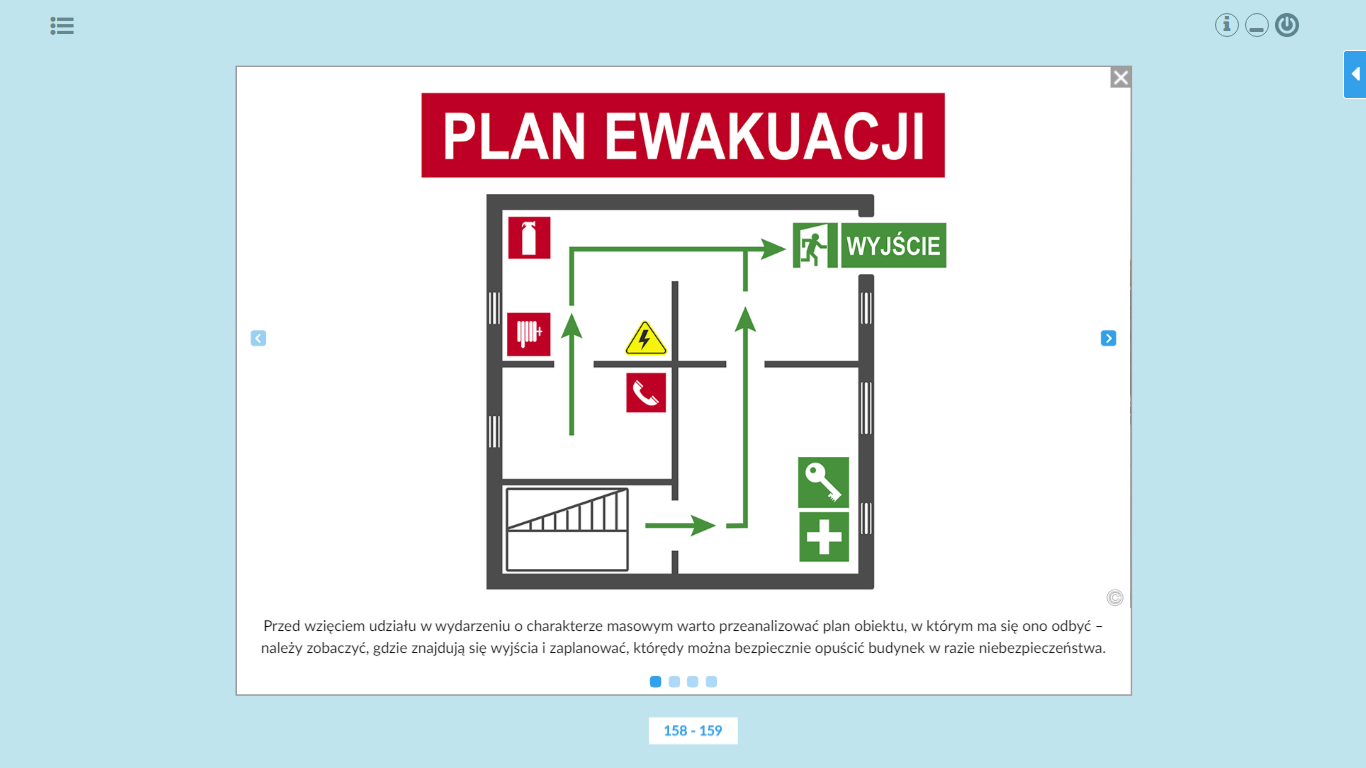 PLAN EWAKUACJI
WYJŚCIE
Przed wzięciem udziału w wydarzeniu o charakterze masowym warto przeanalizować plan obiektu, w którym ma się ono odbyć –
należy zobaczyć, gdzie znajdują się wyjścia i zaplanować, którędy można bezpiecznie opuścić budynek w razie niebezpieczeństwa.
158 - 159